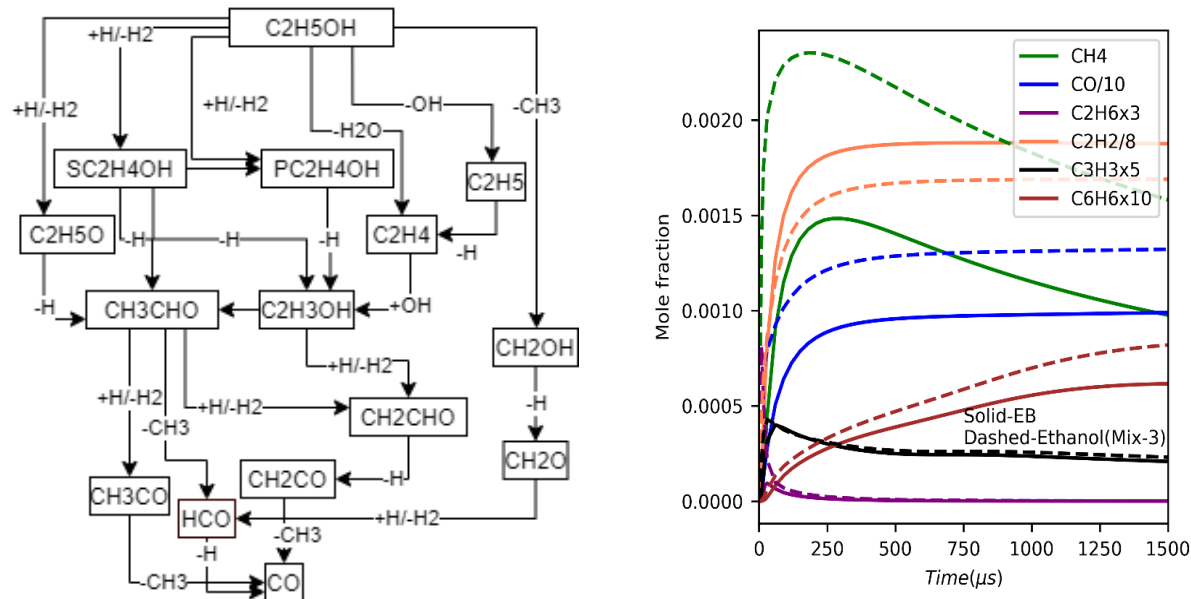 C2H5OH
+H/-H2
+H/-H2
+H/-H2
-OH
-CH3
-H2O
SC2H4OH
PC2H4OH
C2H5
C2H5O
-H
-H
-H
C2H4
-H
-H
CH3CHO
C2H3OH
+OH
CH2OH
+H/-H2
+H/-H2
+H/-H2
-CH3
CH2CHO
-H
CH2CO
-H
CH2O
CH3CO
HCO
+H/-H2
-CH3
-H
-CH3
CO
Mole fraction
0.0020
0.0015
0.0010
0.0005
0.0000
CH4
CO/10
C2H6x3
C2H2/8
C3H3x5
C6H6x10
Solid-EB
Dashed-Ethanol(Mix-3)
0 250 500 750 1000 1250 1500
Time(μs)